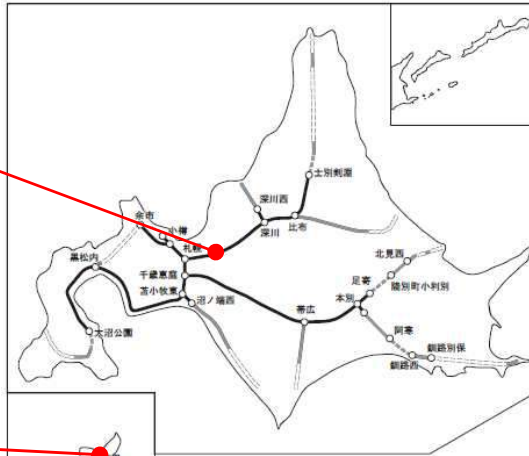 士別剣淵
深川西
余市
小樽
深川
比布
札幌
北見西
黒松内
千歳恵庭
足寄
陸別町小利別
苫小牧東
沼ノ端西
本別
帯広
大沼公園
阿寒
釧路別保
釧路西